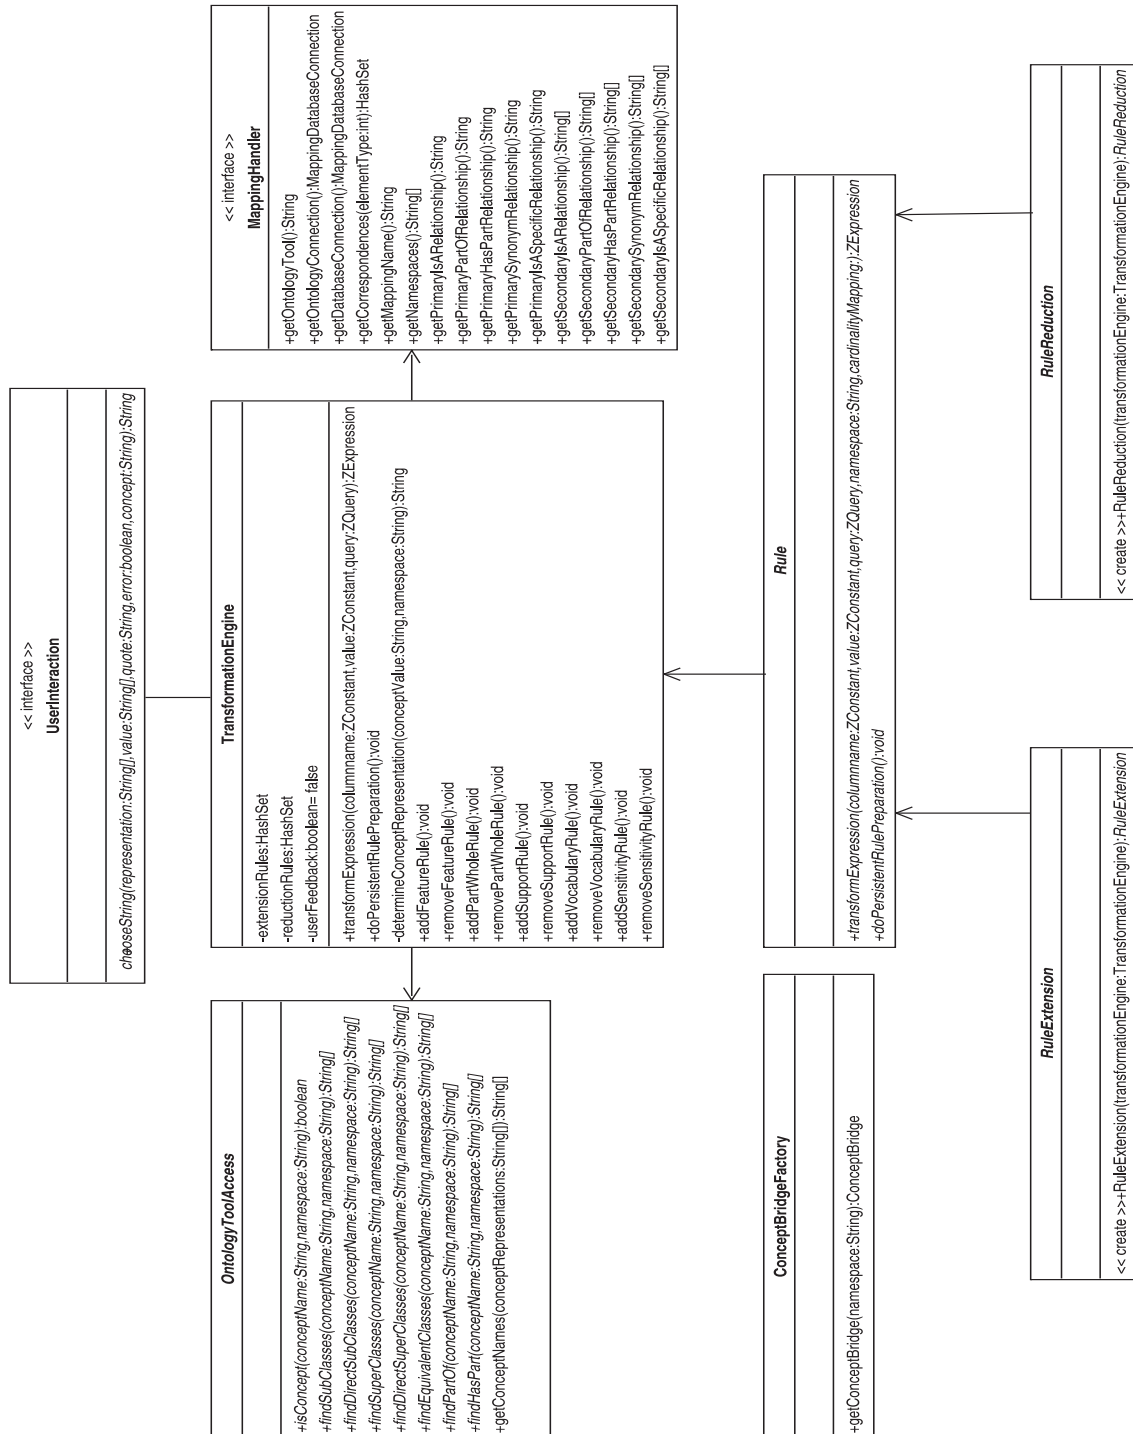 << interface >>
UserInteraction
+chooseString(representation:String[],value:String[],quote:String,error:boolean,concept:String):String
OntologyToolAccess
+isConcept(conceptName:String,namespace:String):boolean
+findSubClasses(conceptName:String,namespace:String):String[]
+findDirectSubClasses(conceptName:String,namespace:String):String[]
+findSuperClasses(conceptName:String,namespace:String):String[]
+findDirectSuperClasses(conceptName:String,namespace:String):String[]
+findEquivalentClasses(conceptName:String,namespace:String):String[]
+findPartOf(conceptName:String,namespace:String):String[]
+findHasPart(conceptName:String,namespace:String):String[]
+getConceptNames(conceptRepresentations:String[]):String[]
TransformationEngine
-extensionRules:HashSet
-reductionRules:HashSet
-userFeedback:boolean= false
+transformExpression(columnname:ZConstant,value:ZConstant,query:ZQuery):ZExpression
+doPersistentRulePreparation():void
-determineConceptRepresentation(conceptValue:String,namespace:String):String
+addFeatureRule():void
+removeFeatureRule():void
+addPartWholeRule():void
+removePartWholeRule():void
+addSupportRule():void
+removeSupportRule():void
+addVocabularyRule():void
+removeVocabularyRule():void
+addSensitivityRule():void
+removeSensitivityRule():void
<< interface >>
MappingHandler
+getOntologyTool():String
+getOntologyConnection():MappingDatabaseConnection
+getDatabaseConnection():MappingDatabaseConnection
+getCorrespondences(elementType:int):HashSet
+getMappingName():String
+getNamespaces():String[]
+getPrimaryIsARelationship():String
+getPrimaryPartOfRelationship():String
+getPrimaryHasPartRelationship():String
+getPrimarySynonymRelationship():String
+getPrimaryIsASpecificRelationship():String
+getSecondaryIsARelationship():String[]
+getSecondaryPartOfRelationship():String[]
+getSecondaryHasPartRelationship():String[]
+getSecondarySynonymRelationship():String[]
+getSecondaryIsASpecificRelationship():String[]
ConceptBridgeFactory
+getConceptBridge(namespace:String):ConceptBridge
Rule
+transformExpression(columnname:ZConstant,value:ZConstant,query:ZQuery,namespace:String,cardinalityMapping:):ZExpression
+doPersistentRulePreparation():void
RuleExtension
<< create >>+RuleExtension(transformationEngine:TransformationEngine):RuleExtension
RuleReduction
<< create >>+RuleReduction(transformationEngine:TransformationEngine):RuleReduction